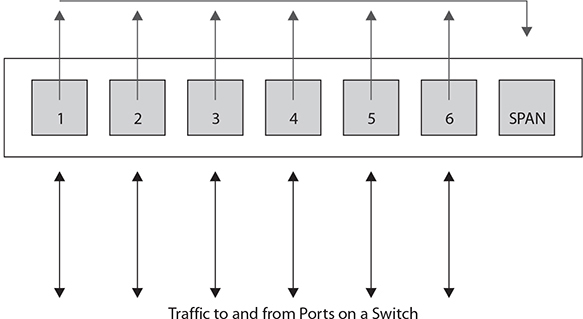 1 2 3 4 5 6 SPAN
Traffic to and from Ports on a Switch